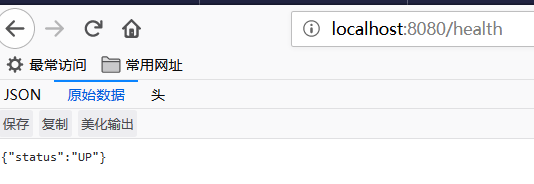 localhost:8080/health
最常访问 常用网址
JSON 原始数据 头
保存 复制 美化输出
{"status":"UP"}